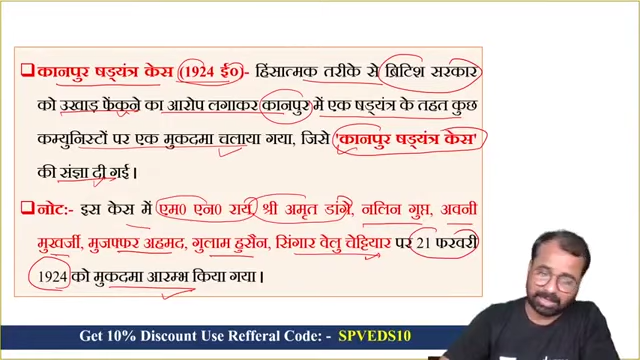 ❑कानपुर षड्यंत्र केस (1924 ई०)- हिंसात्मक तरीके से ब्रिटिश सरकार
को उखाड़ फेंकने का आरोप लगाकर कानपुर में एक षड्यंत्र के तहत कुछ
कम्युनिस्टों पर एक मुकदमा चलाया गया, जिसे 'कानपुर षड्यंत्र केस'
की संज्ञा दी गई।
❑नोटः- इस केस में एम0 एन0 राय, श्री अमृत डांगे, नलिन गुप्त, अवनी
मुखर्जी, मुजफ्फर अहमद, गुलाम हुसैन, सिंगार वेलु चेट्टियार पर 21 फरवरी
1924 को मुकदमा आरम्भ किया गया।
Get 10% Discount Use Refferal Code: - SPVEDS10